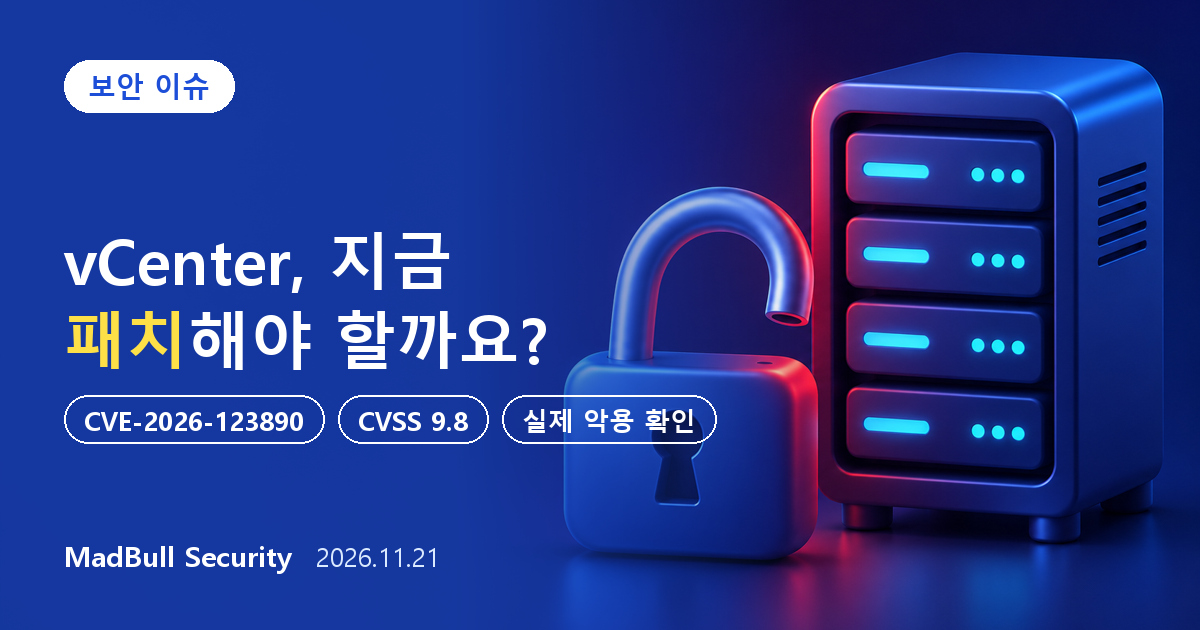 보안 이슈
vCenter, 지금
패치해야 할까요?
CVE-2026-123890 CVSS 9.8 실제 악용 확인
MadBull Security 2026.11.21